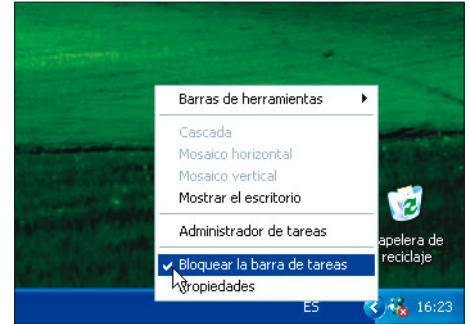 Barras de herramientas
Cascada
Mosaico horizontal
Mosaico vertical
Mostrar el escritorio
Administrador de tareas
Bloquear la barra de tareas
Propiedades
apelera de
reciclaje
ES
16:23